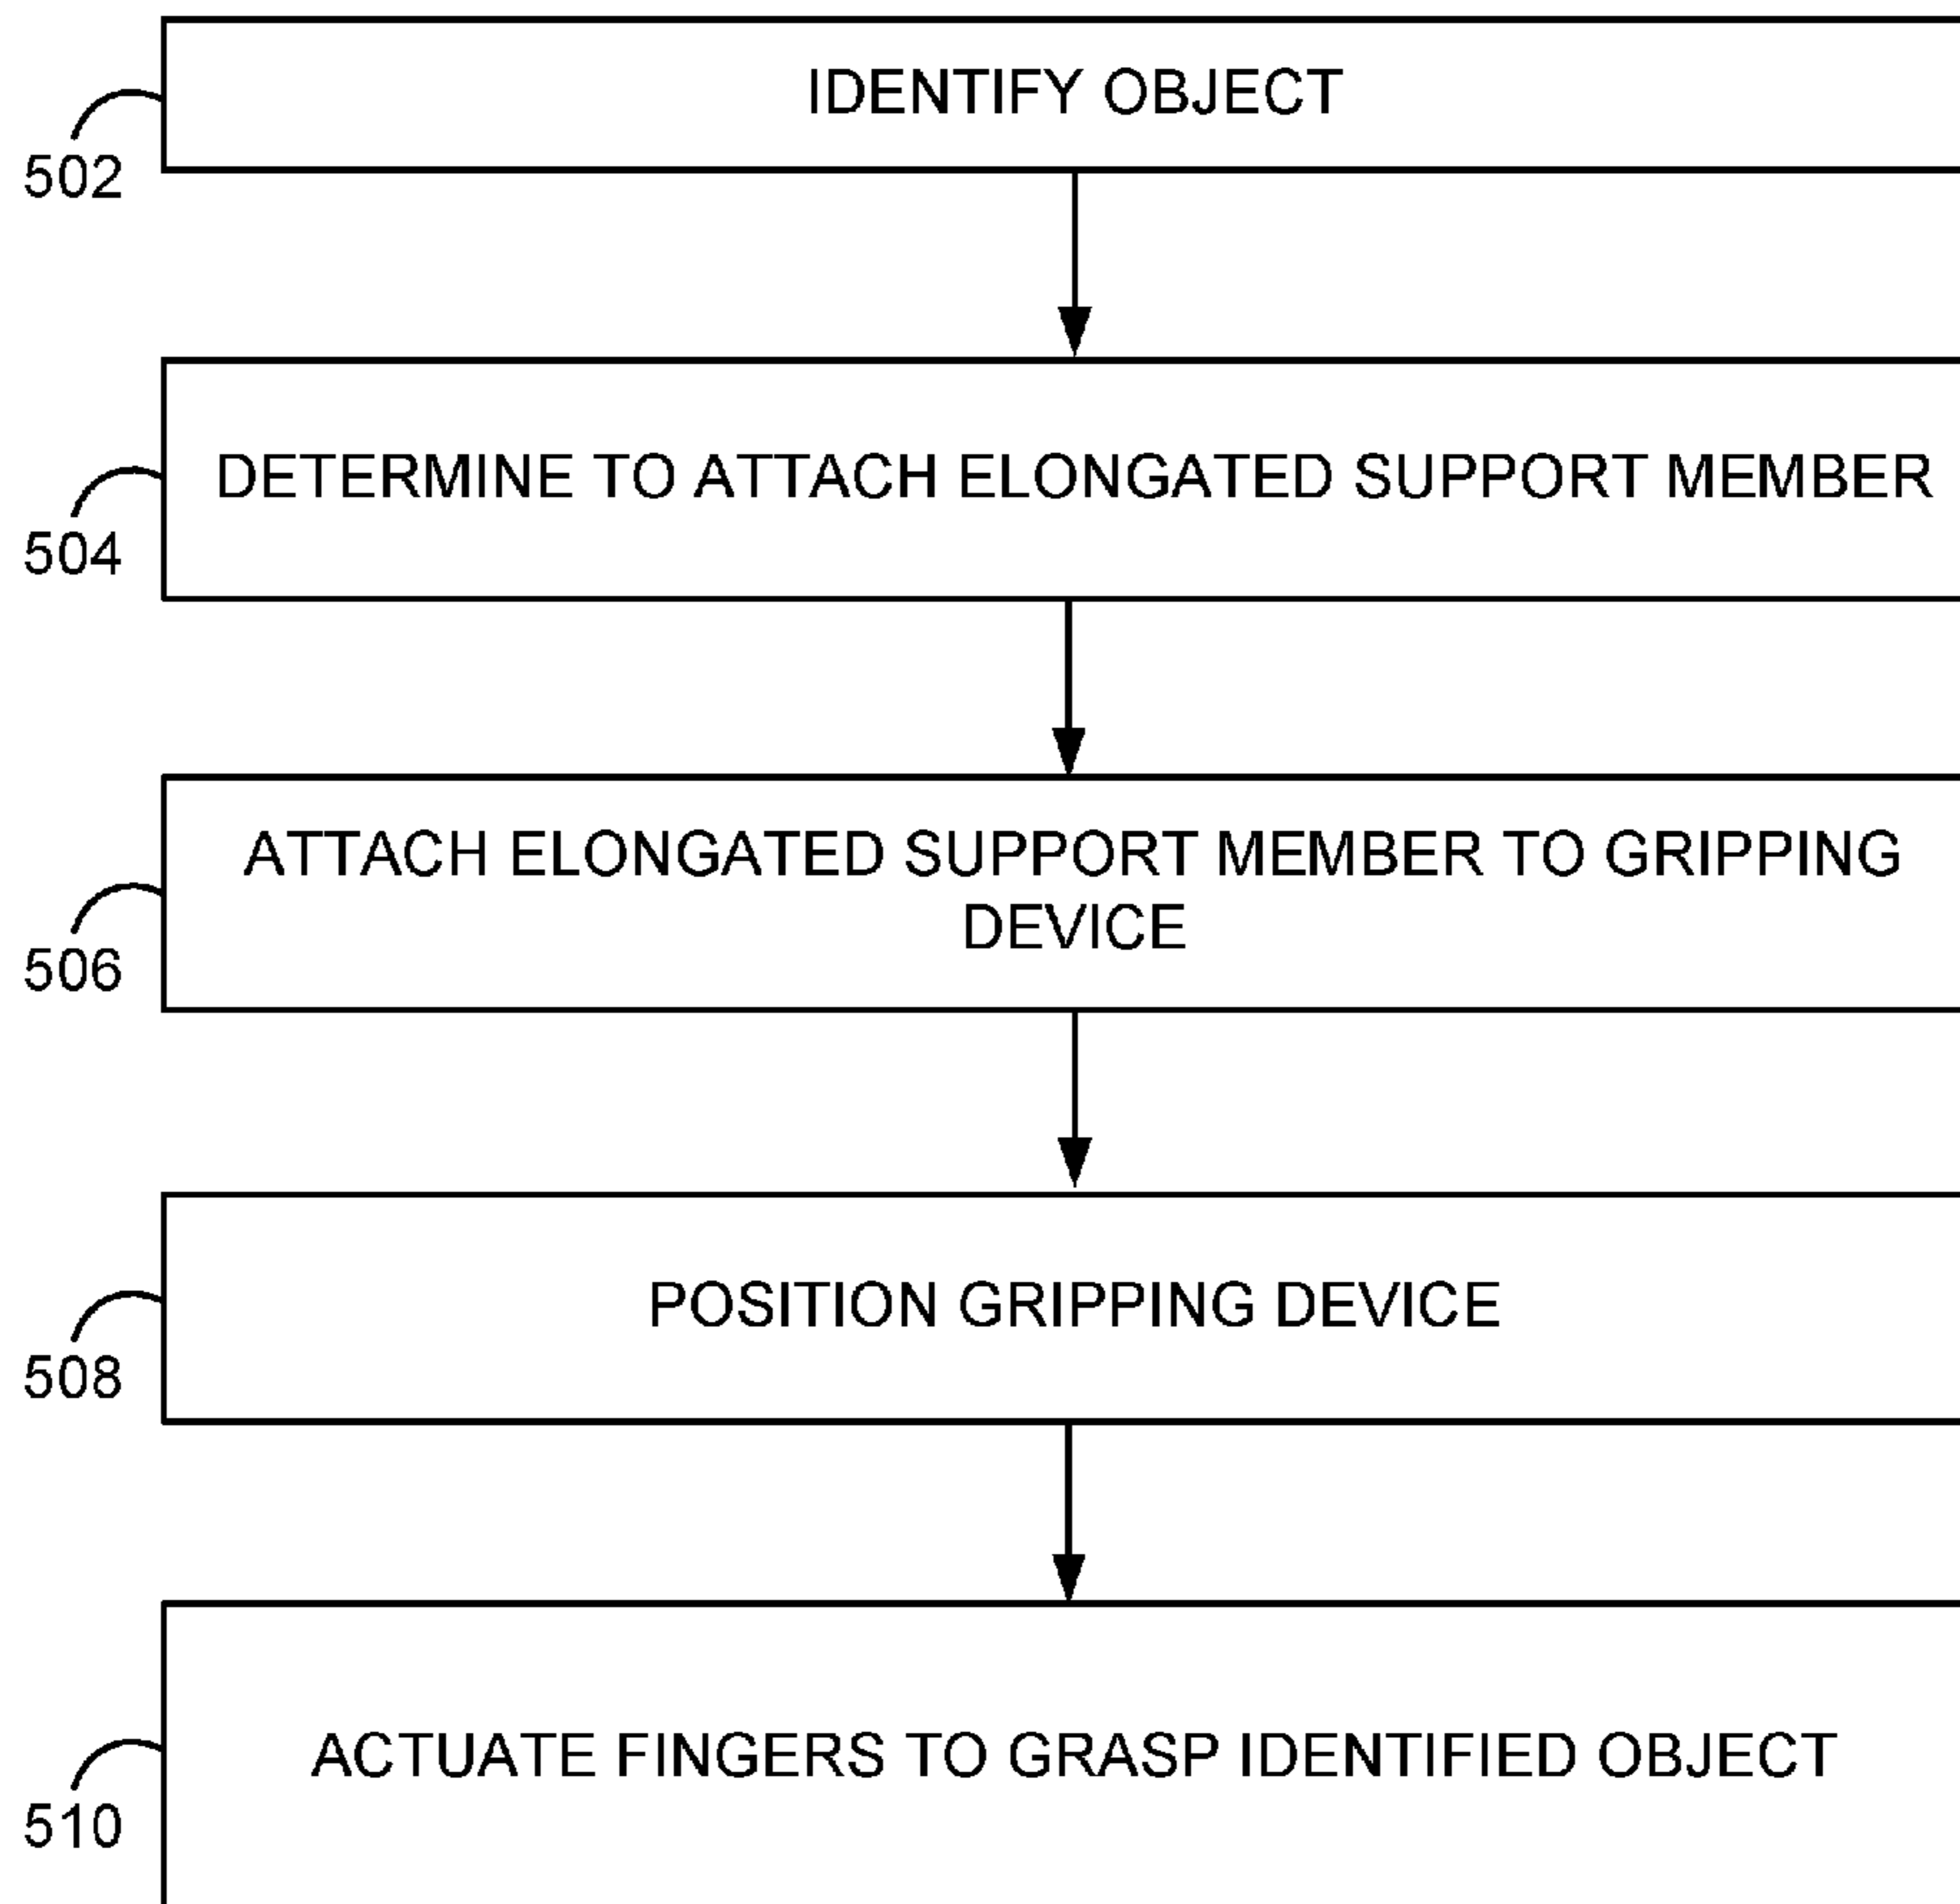 IDENTIFY OBJECT
502
DETERMINE TO ATTACH ELONGATED SUPPORT MEMBER
504
ATTACH ELONGATED SUPPORT MEMBER TO GRIPPING
DEVICE
506
POSITION GRIPPING DEVICE
508
ACTUATE FINGERS TO GRASP IDENTIFIED OBJECT
510